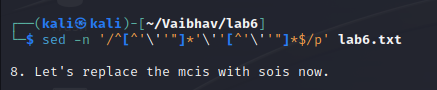 ┌──(kali㉿kali)-[~/Vaibhav/lab6]
└─$ sed -n '/^[^'\''"]*'\''[^'\''"]*$/p' lab6.txt
8. Let's replace the mcis with sois now.